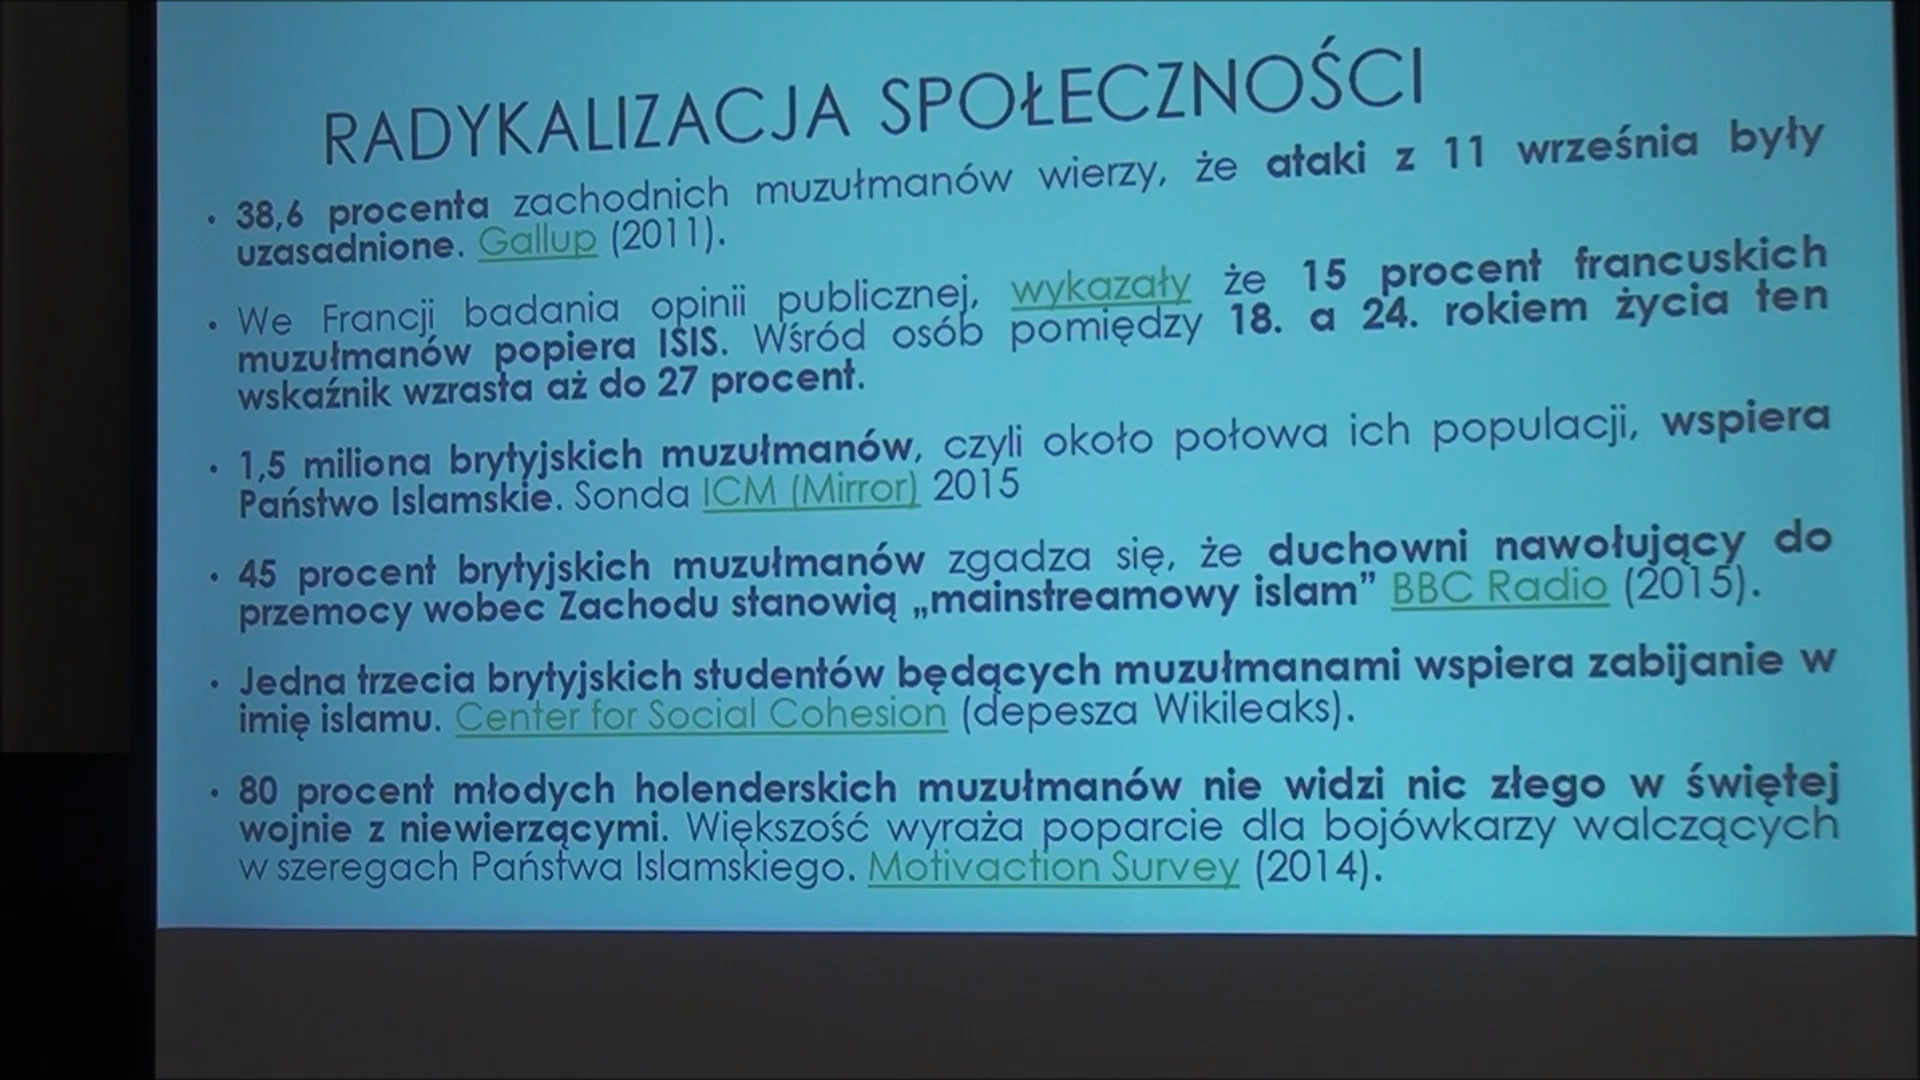 RADYKALIZACJA SPOŁECZNOŚCI
• 38,6 procenta zachodnich muzułmanów wierzy, że ataki z 11 września były
uzasadnione. Gallup (2011).
• We Francji badania opinii publicznej, wykazały że 15 procent francuskich
muzułmanów popiera ISIS. Wśród osób pomiędzy 18. a 24. rokiem życia ten
wskaźnik wzrasta aż do 27 procent.
• 1,5 miliona brytyjskich muzułmanów, czyli około połowa ich populacji, wspiera
Państwo Islamskie. Sonda ICM (Mirror) 2015
• 45 procent brytyjskich muzułmanów zgadza się, że duchowni nawołujący do
przemocy wobec Zachodu stanowią „mainstreamowy islam” BBC Radio (2015).
• Jedna trzecia brytyjskich studentów będących muzułmanami wspiera zabijanie w
imię islamu. Center for Social Cohesion (depesza Wikileaks).
• 80 procent młodych holenderskich muzułmanów nie widzi nic złego w świętej
wojnie z niewierzącymi. Większość wyraża poparcie dla bojówkarzy walczących
w szeregach Państwa Islamskiego. Motivaction Survey (2014).